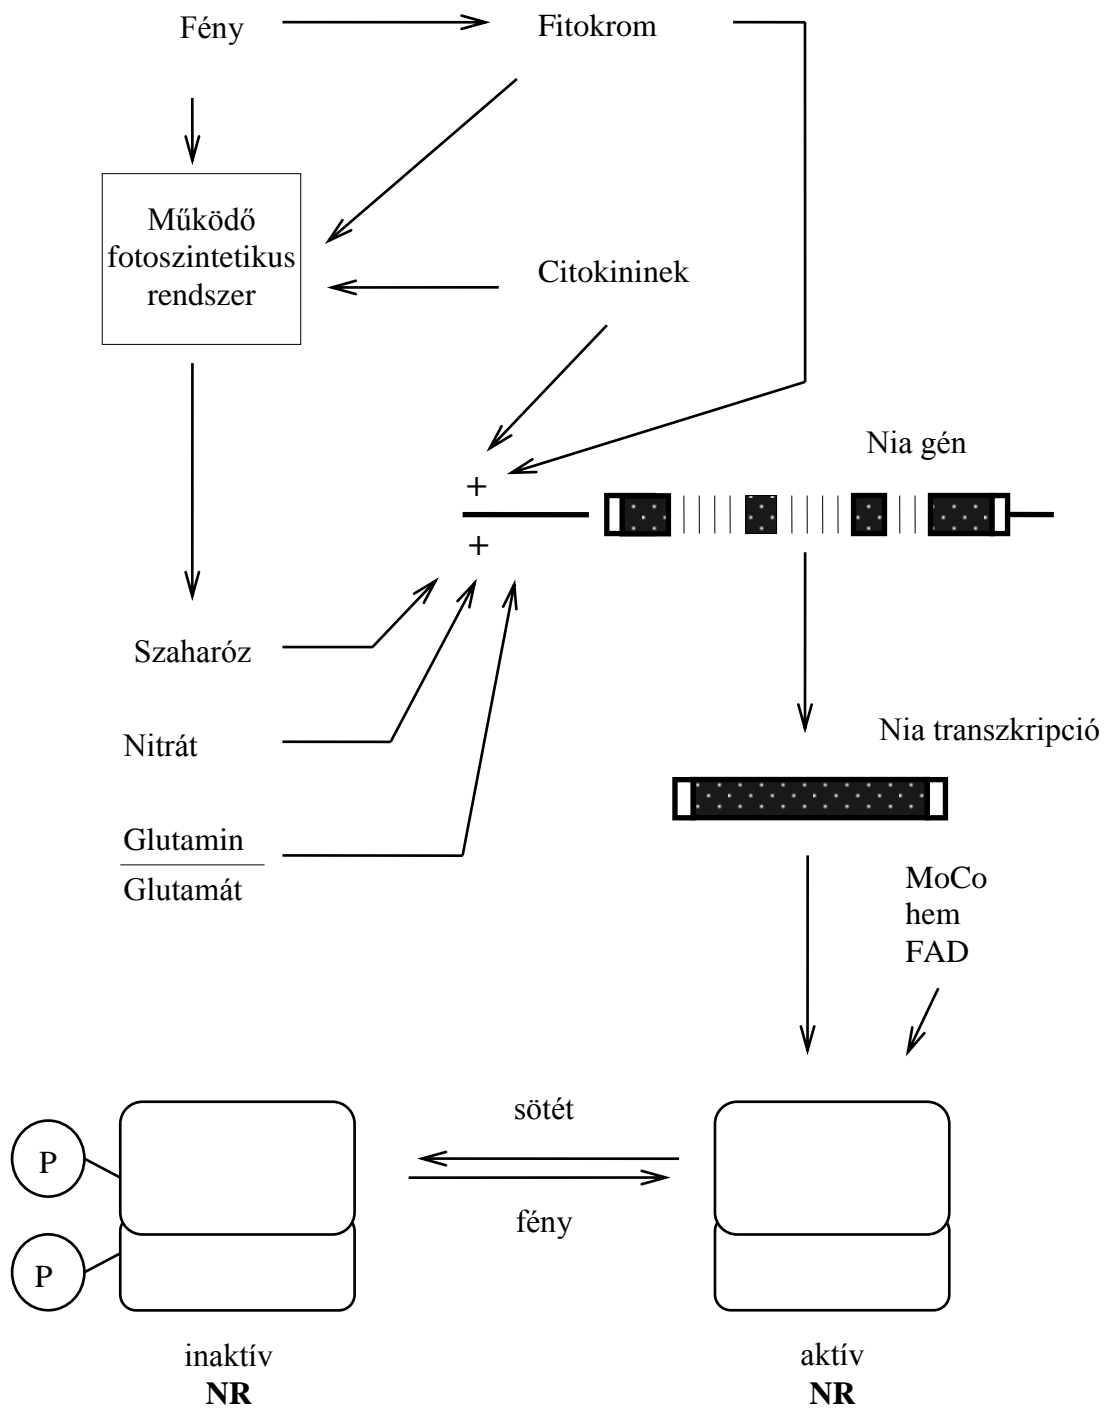 Fény
Fitokrom
Működő
fotoszintetikus
rendszer
Citokininek
Nia gén
+
+
Szaharóz
Nitrát
Nia transzkripció
Glutamin
Glutamát
MoCo
hem
FAD
sötét
P
fény
P
inaktív
NR
aktív
NR